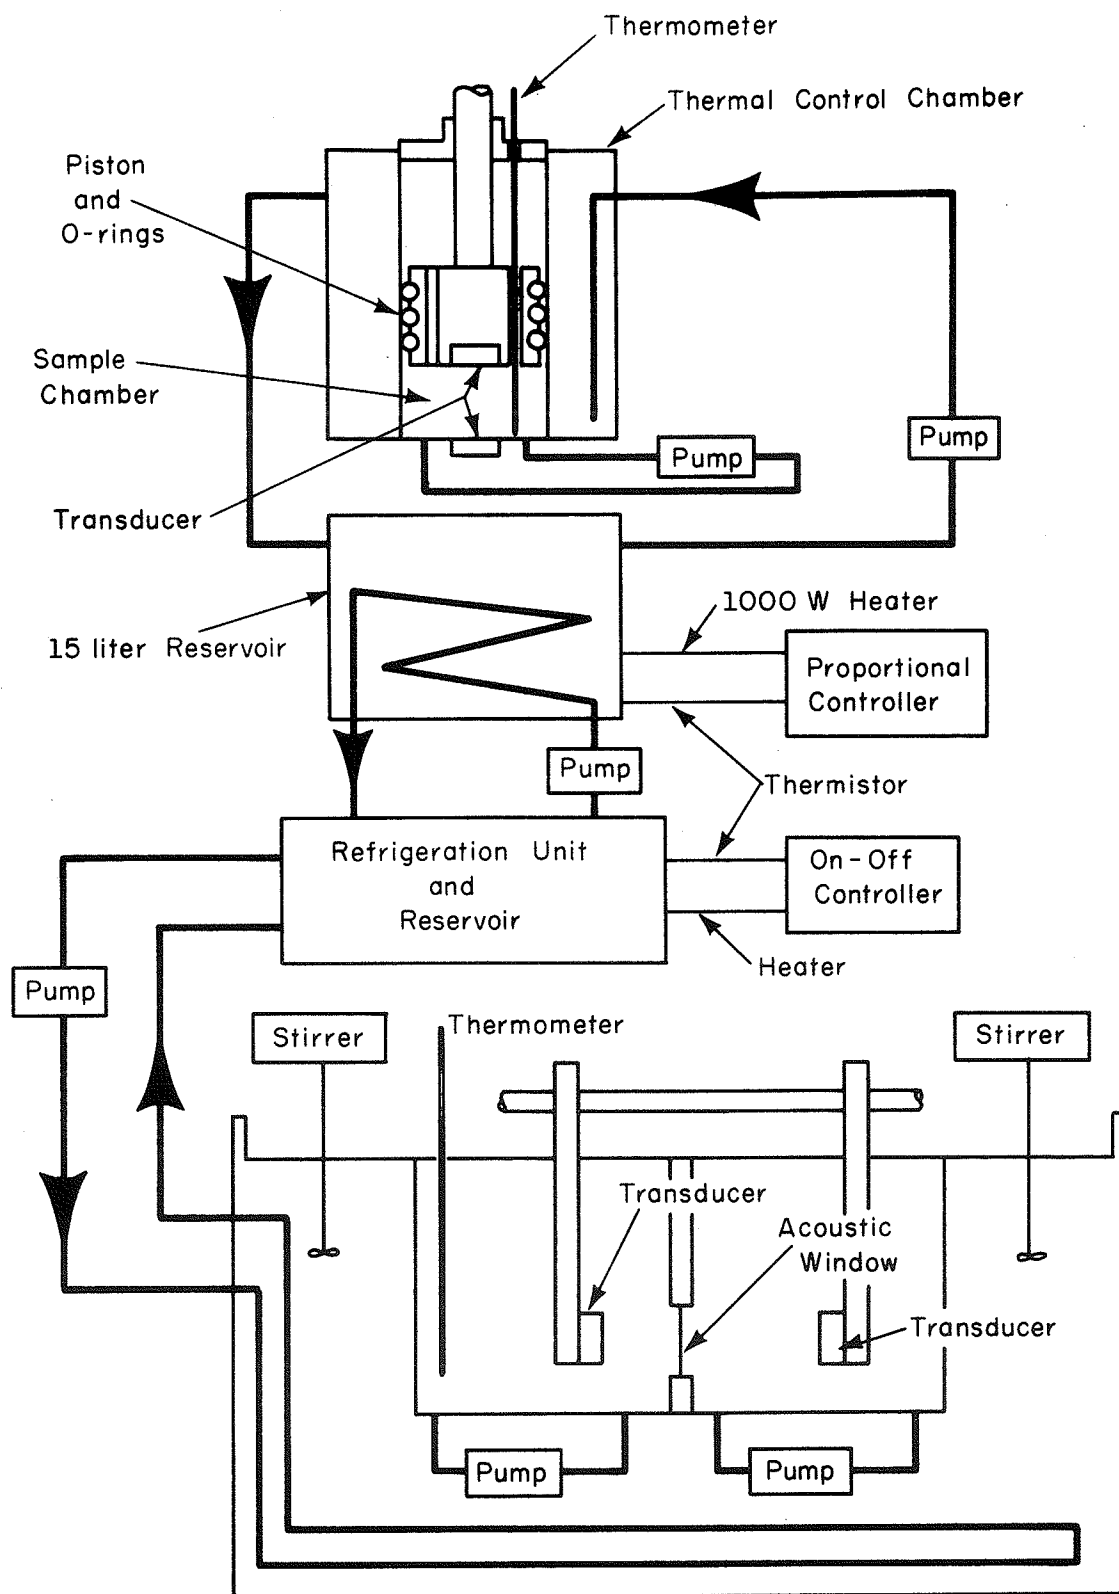 Thermometer
Thermal Control Chamber
Piston
and
O-rings
Sample
Chamber
Pump
Pump
Transducer
1000 W Heater
15 liter Reservoir
Proportional
Controller
Pump
Thermistor
Refrigeration Unit
and
Reservoir
On-Off
Controller
Heater
Pump
Stirrer
Thermometer
Stirrer
Transducer
Acoustic
Window
Transducer
Pump
Pump